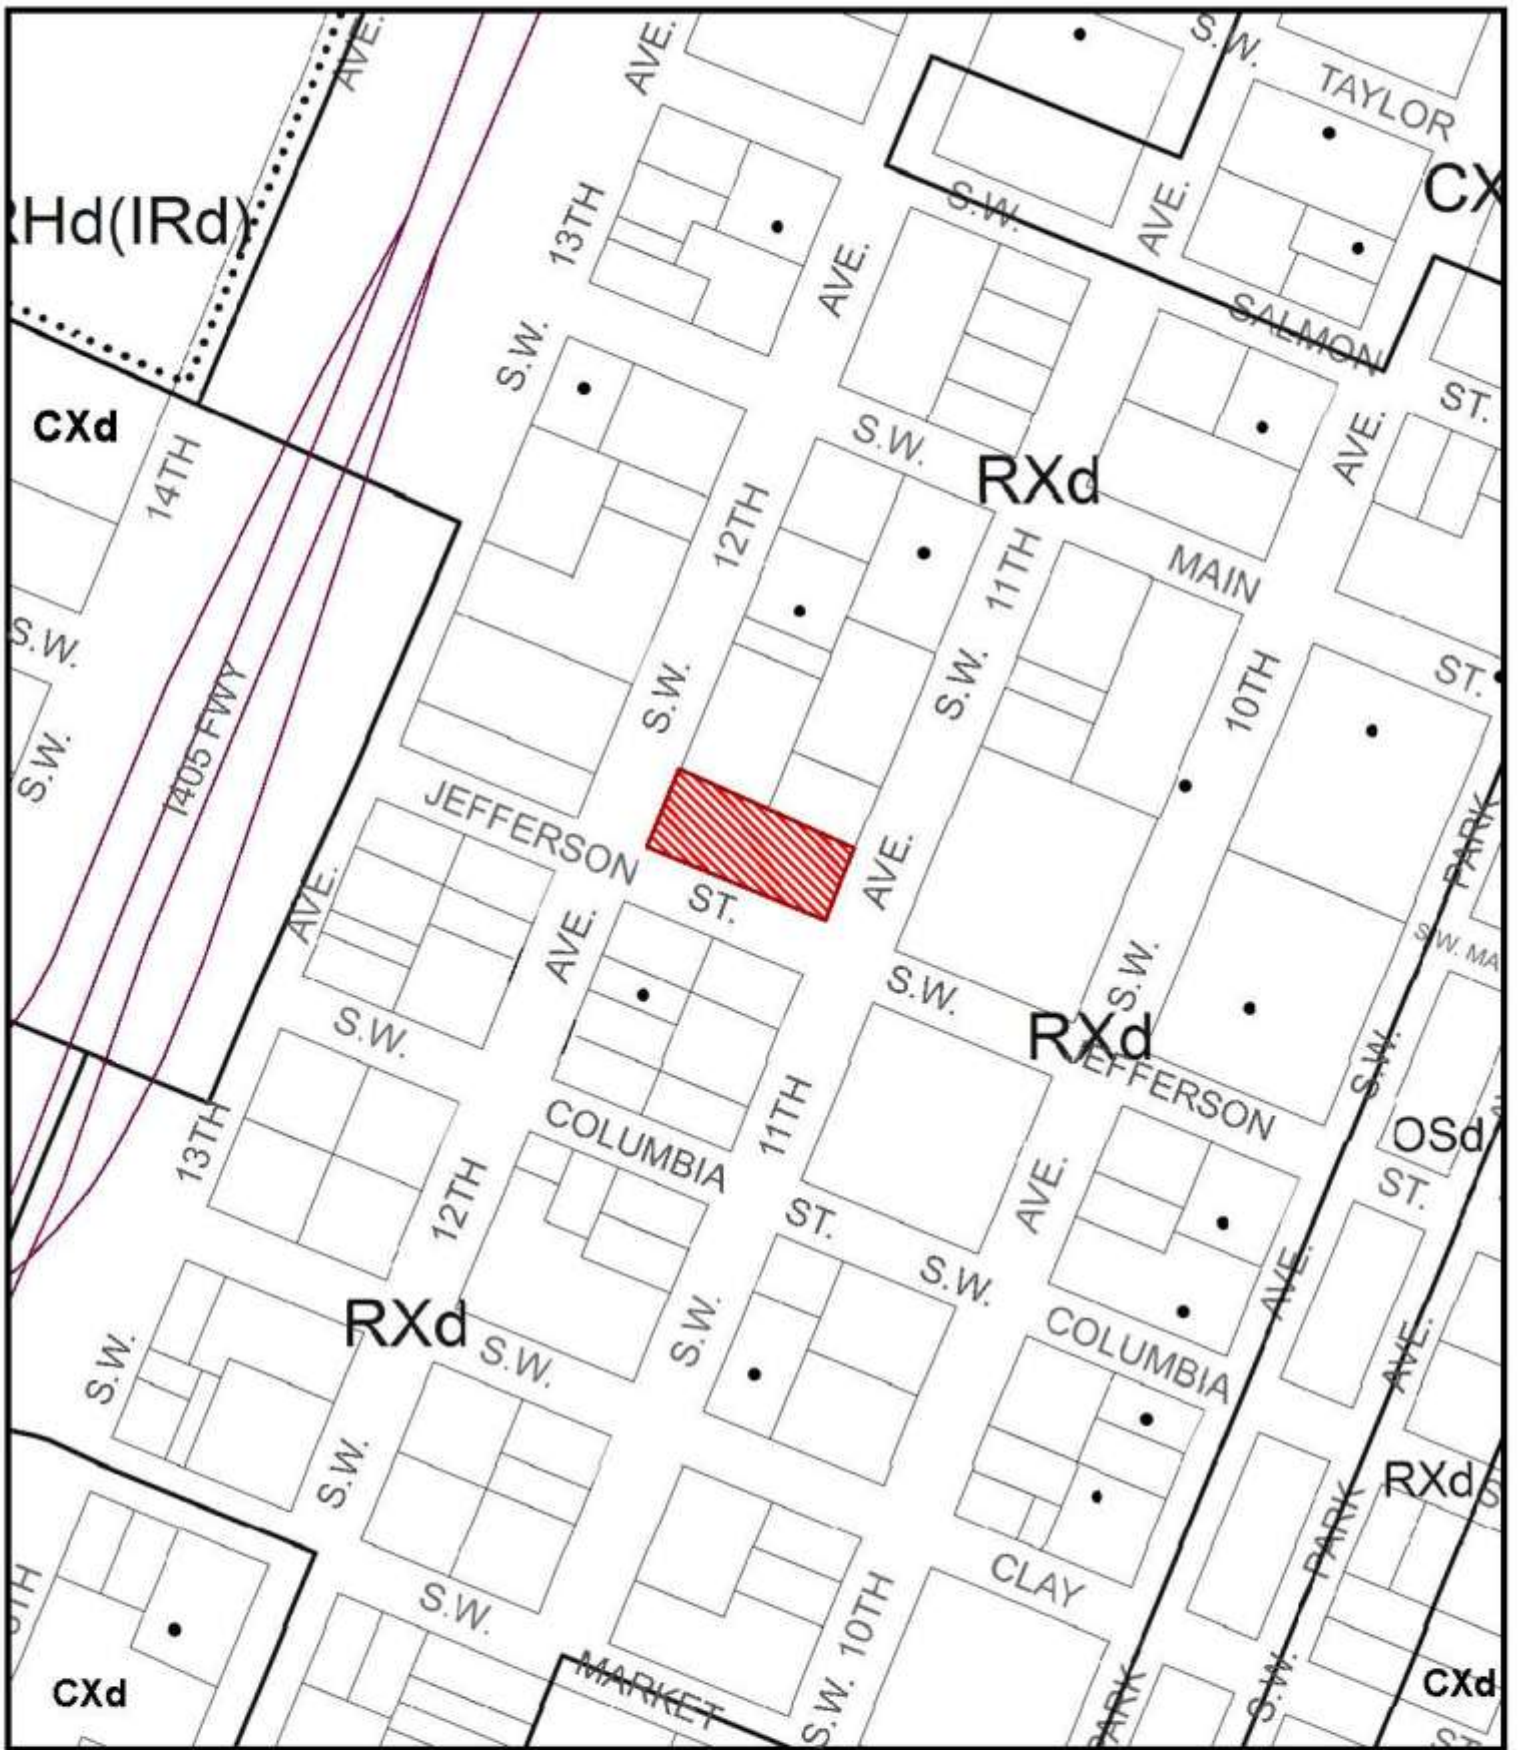 AVE.
AVE.
S.W.
TAYLOR
CX
RHd(IRd)
13TH
AVE.
S.W.
AVE.
SALMON
ST.
S.W.
CXd
14TH
S.W.
RXd
AVE.
12TH
11TH
MAIN
ST.
S.W.
S.W.
S.W.
10TH
I405 FWY
S.W.
JEFFERSON
ST.
AVE.
PARK
AVE.
AVE.
S.W.
S.W.
S.W. MA
S.W.
RXd
JEFFERSON
S.W.
OSd
ST.
13TH
COLUMBIA
11TH
12TH
ST.
AVE.
S.W.
AVE.
RXd
S.W.
S.W.
COLUMBIA
AVE.
S.W.
S.W.
RXd
PARK
CLAY
S.W.
10TH
MARKET
S.W.
PARK
S.W.
CXd
CXd